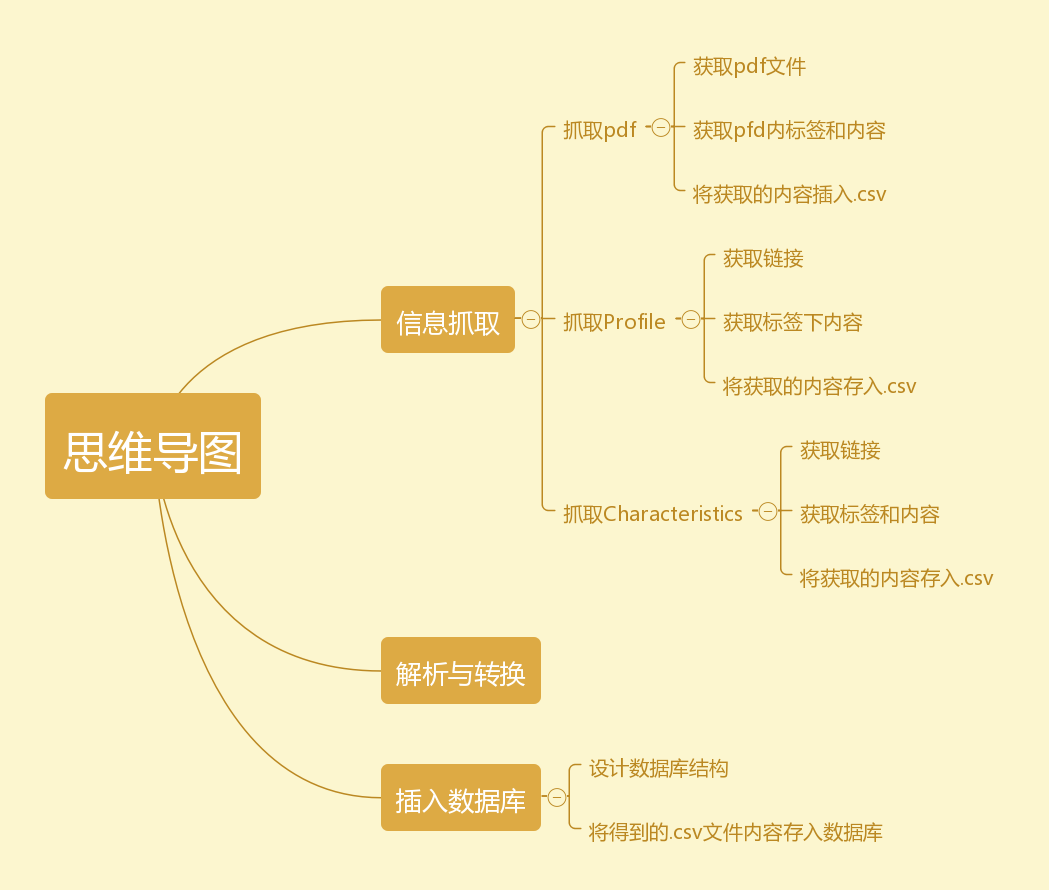 思维导图
信息抓取
抓取pdf
获取pdf文件
获取pfd内标签和内容
将获取的内容插入.csv
抓取Profile
获取链接
获取标签下内容
将获取的内容存入.csv
抓取Characteristics
获取链接
获取标签和内容
将获取的内容存入.csv
解析与转换
插入数据库
设计数据库结构
将得到的.csv文件内容存入数据库